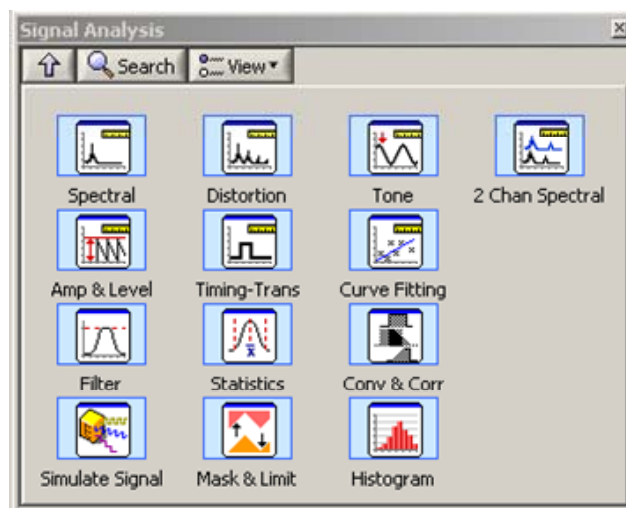 Signal Analysis
Search View
Spectral Distortion Tone 2 Chan Spectral
Amp & Level Timing-Trans Curve Fitting
Filter Statistics Conv & Corr
Simulate Signal Mask & Limit Histogram